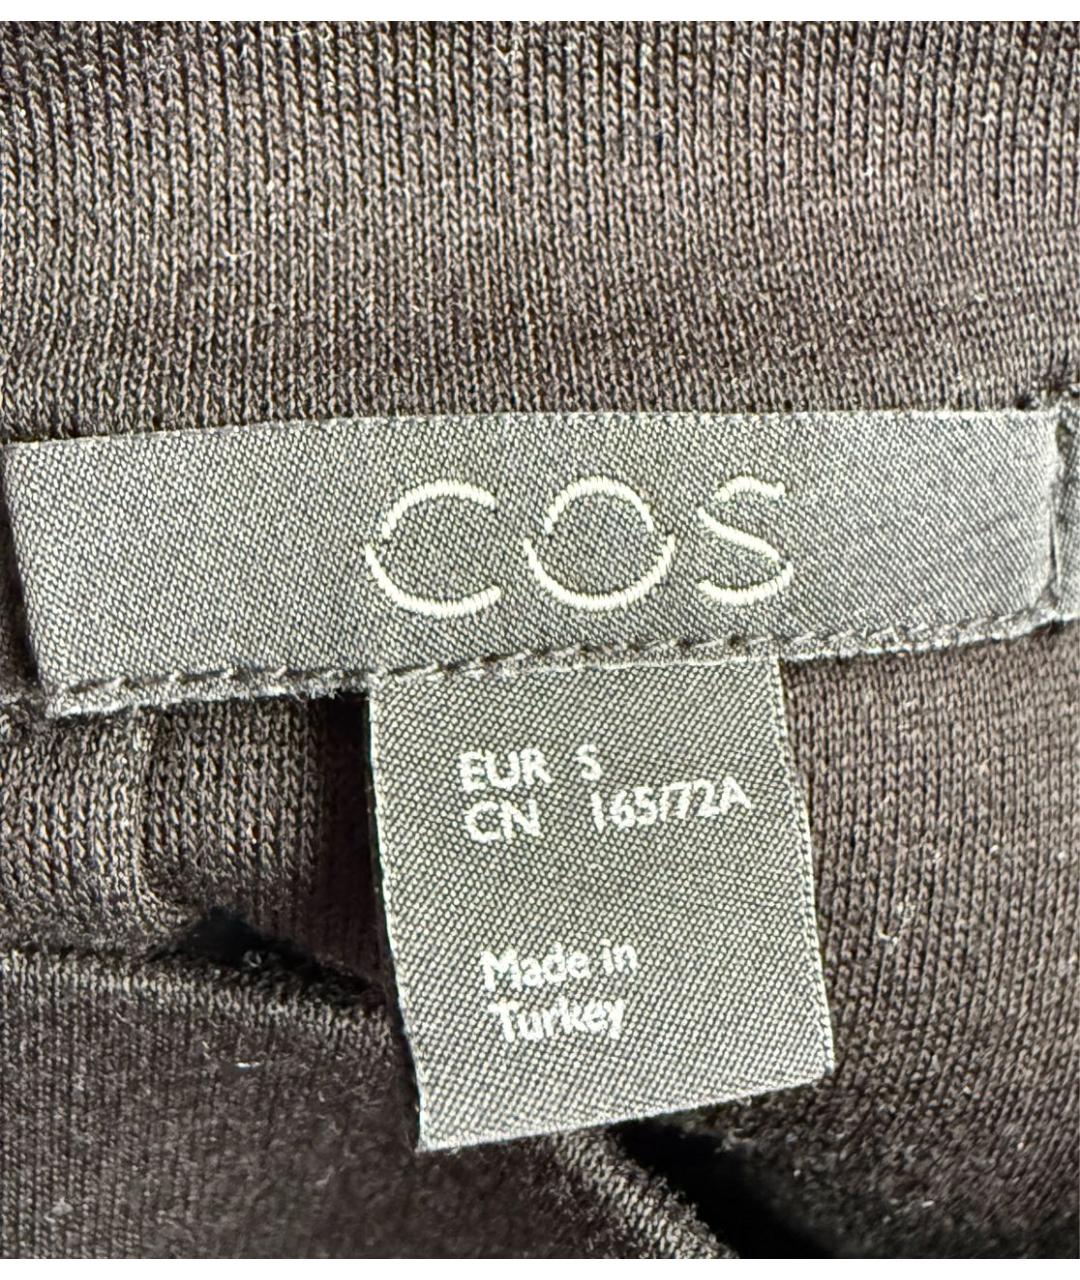 COS
EUR S
CN 165/72A
Made in
Turkey